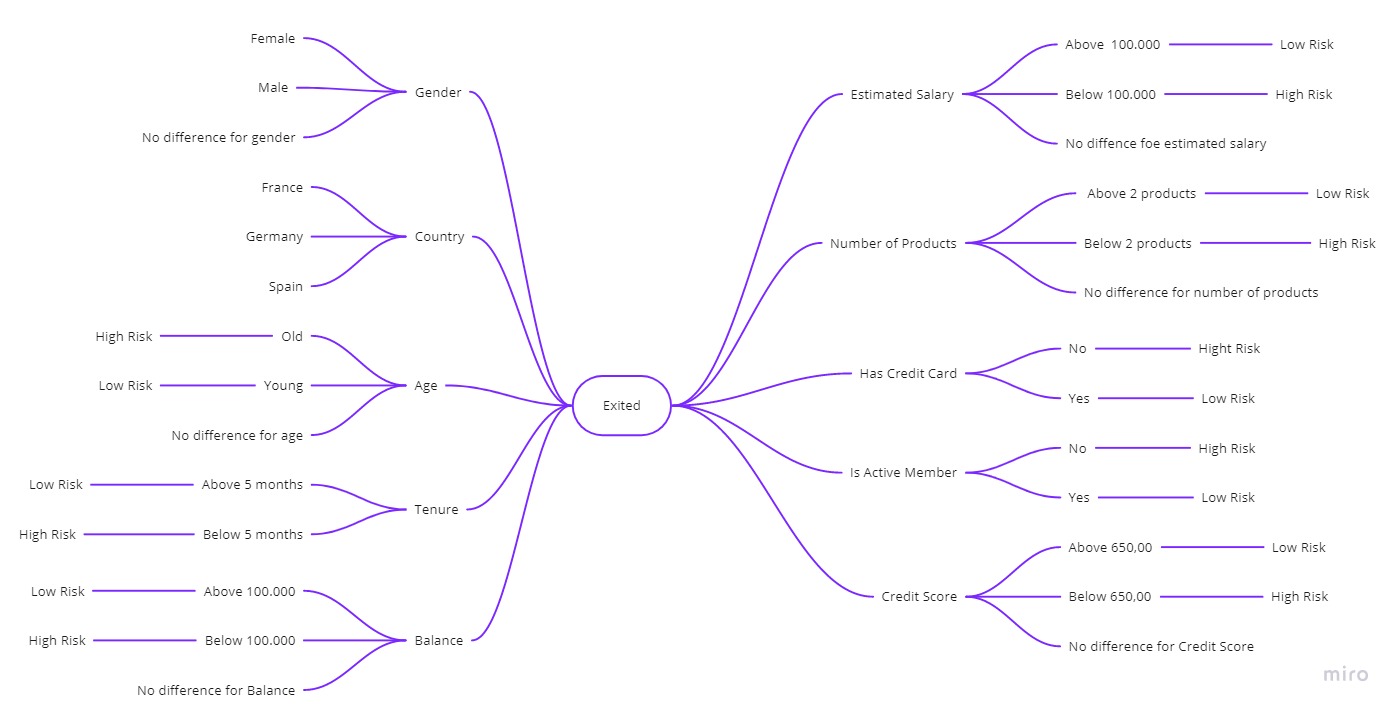 Female
Male
No difference for gender
Gender
France
Germany
Spain
Country
High Risk
Old
Low Risk
Young
No difference for age
Age
Low Risk
Above 5 months
High Risk
Below 5 months
Tenure
Low Risk
Above 100.000
High Risk
Below 100.000
No difference for Balance
Balance
Exited
Estimated Salary
Above 100.000
Low Risk
Below 100.000
High Risk
No diffence foe estimated salary
Number of Products
Above 2 products
Low Risk
Below 2 products
High Risk
No difference for number of products
Has Credit Card
No
Hight Risk
Yes
Low Risk
Is Active Member
No
High Risk
Yes
Low Risk
Credit Score
Above 650,00
Low Risk
Below 650,00
High Risk
No difference for Credit Score
miro